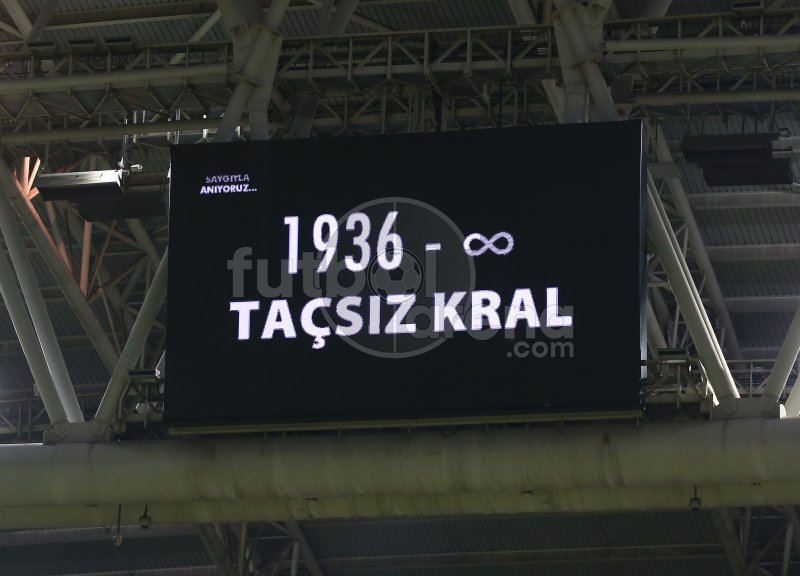 SAYGIYLA
ANIYORUZ...
1936 - ∞
TAÇSIZ KRAL
futbolarena
.com